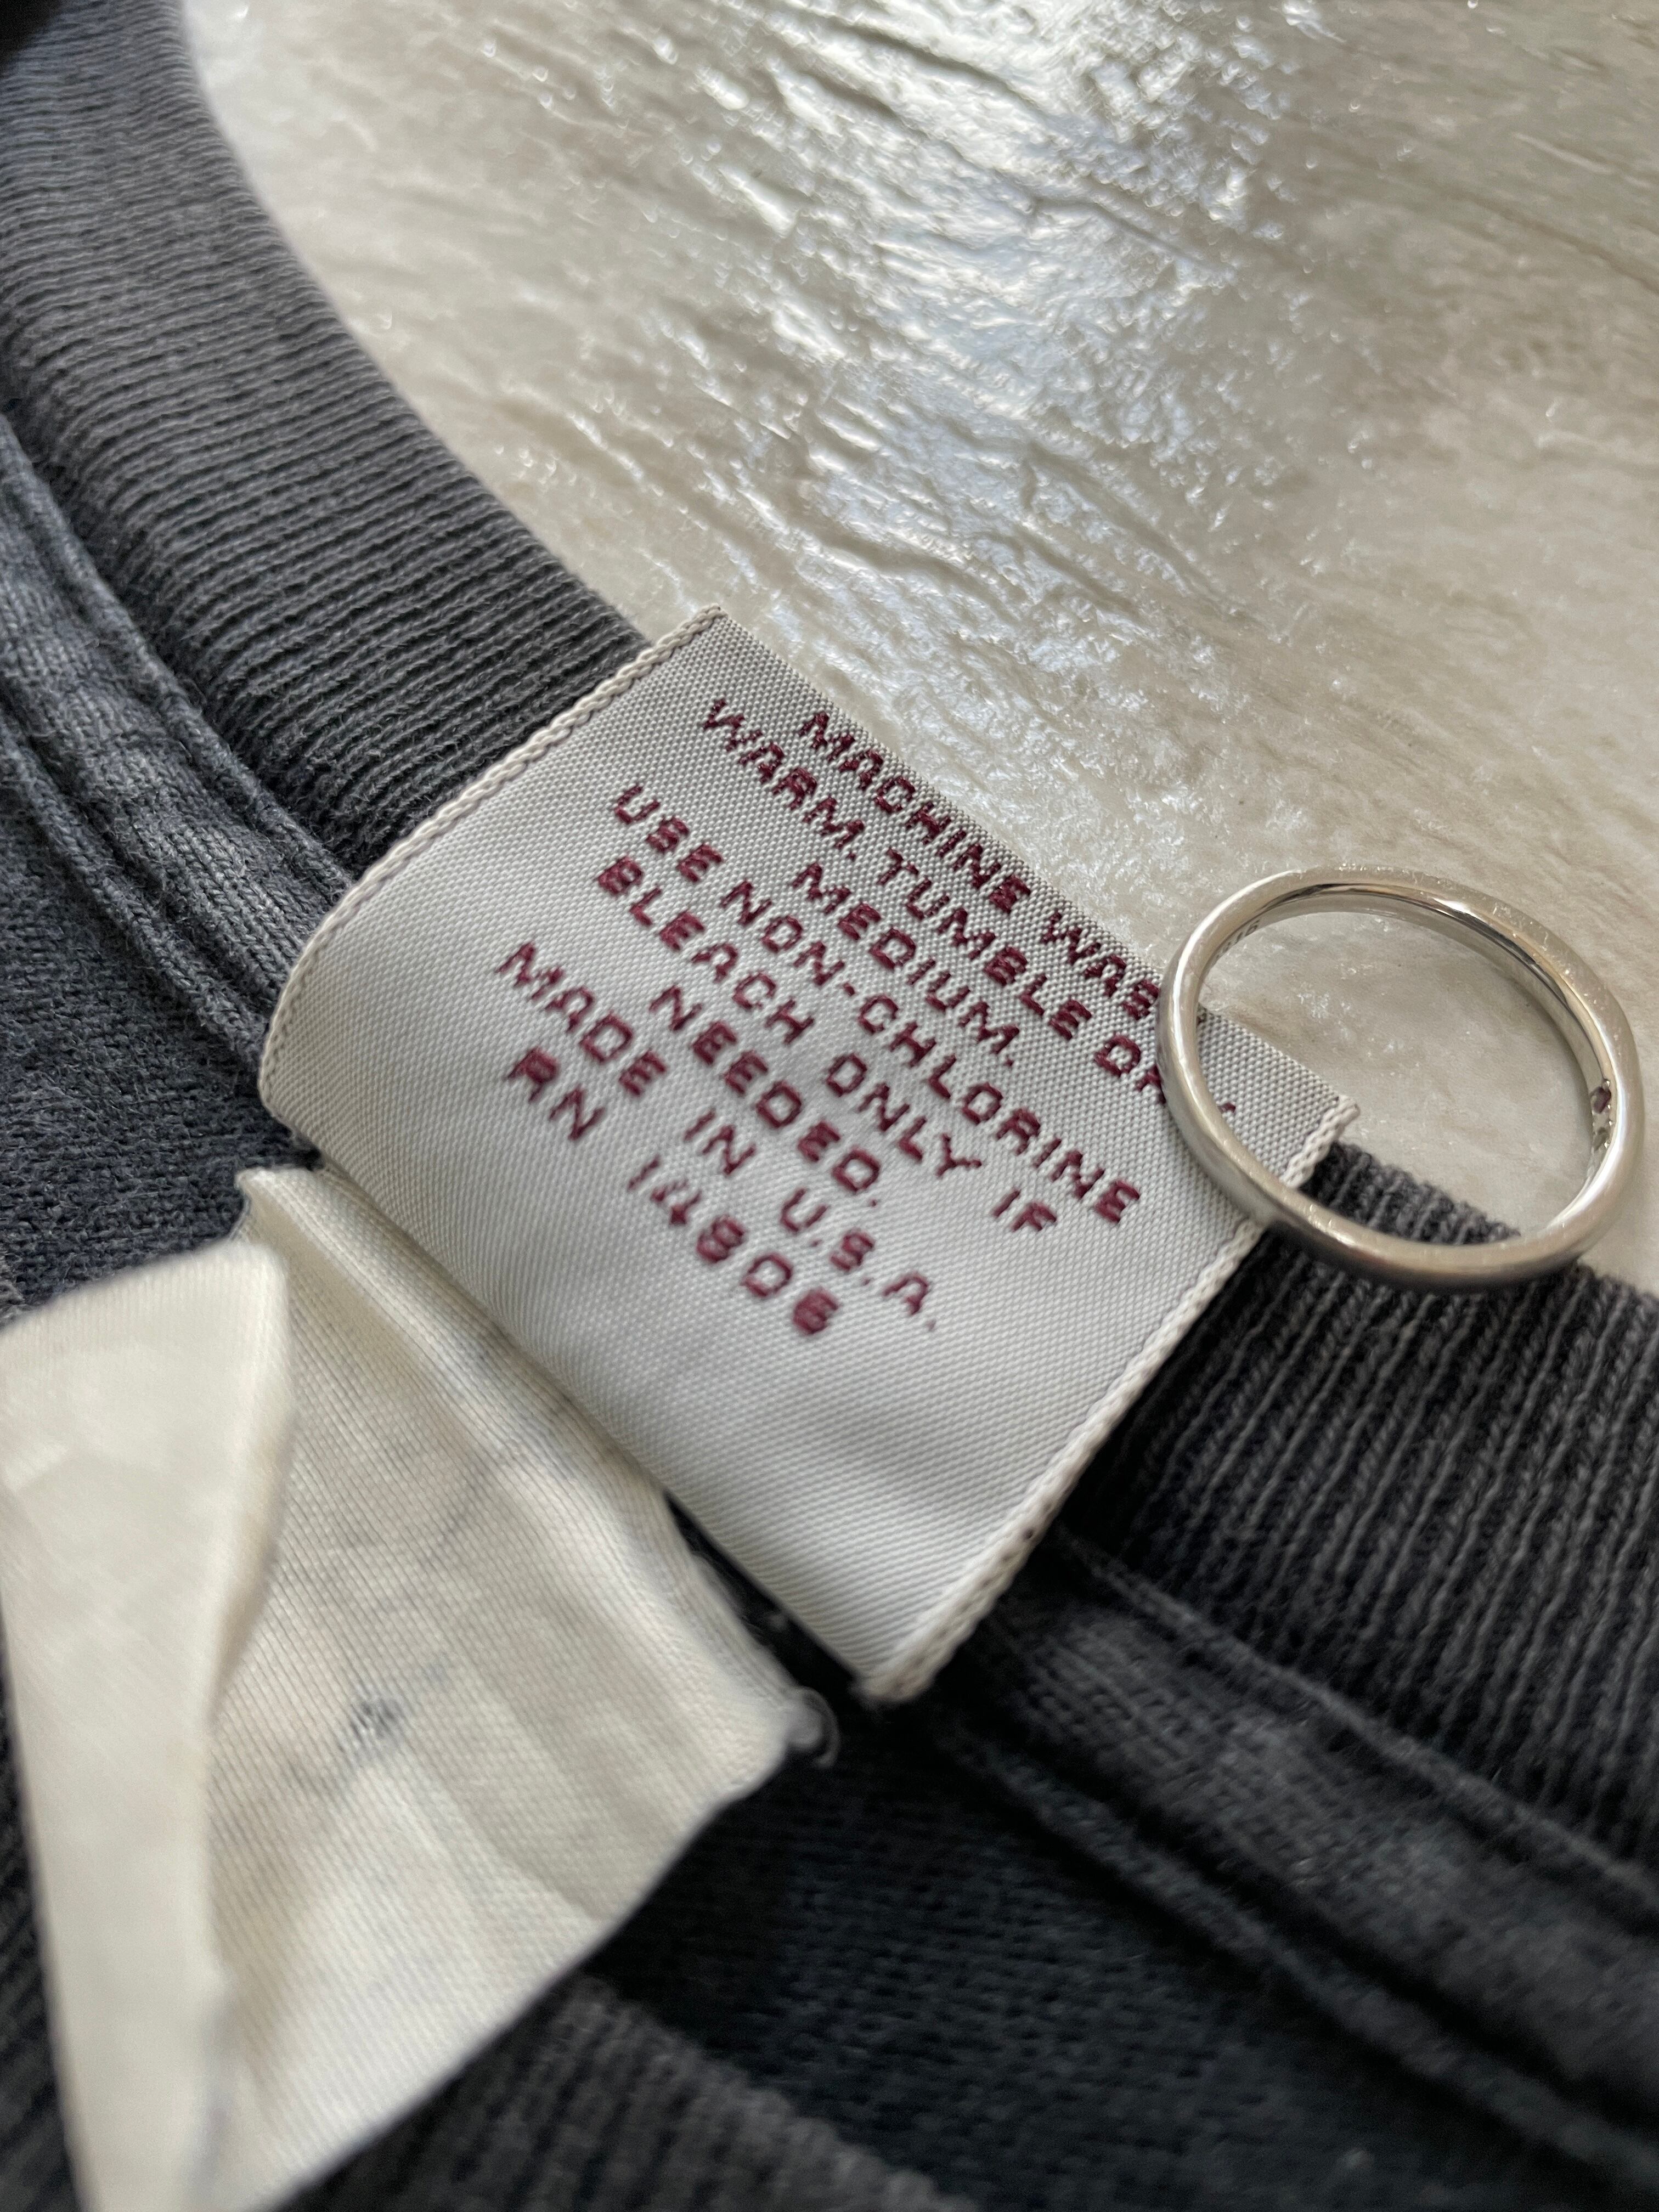 MACHINE WAS
WARM. TUMBLE DR
MEDIUM.
USE NON-CHLORINE
BLEACH ONLY IF
NEEDED.
MADE IN U.S.A.
RN 14806